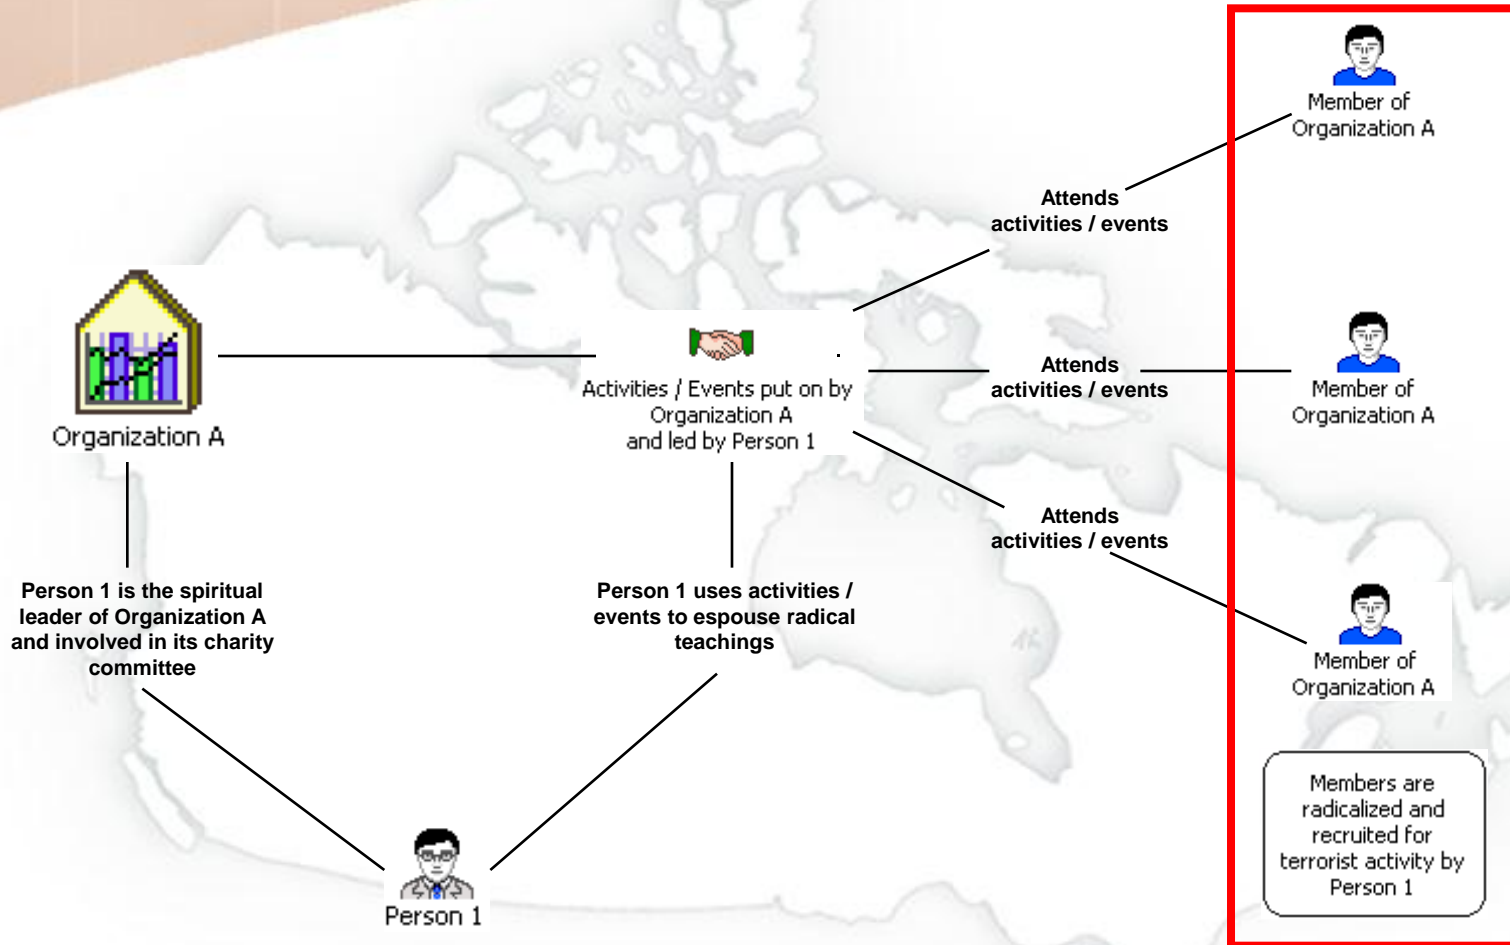 Member of
Organization A
Attends
activities / events
Organization A
Activities / Events put on by
Organization A
and led by Person 1
Attends
activities / events
Member of
Organization A
Attends
activities / events
Person 1 is the spiritual
leader of Organization A
and involved in its charity
committee
Person 1 uses activities /
events to espouse radical
teachings
Member of
Organization A
Members are
radicalized and
recruited for
terrorist activity by
Person 1
Person 1